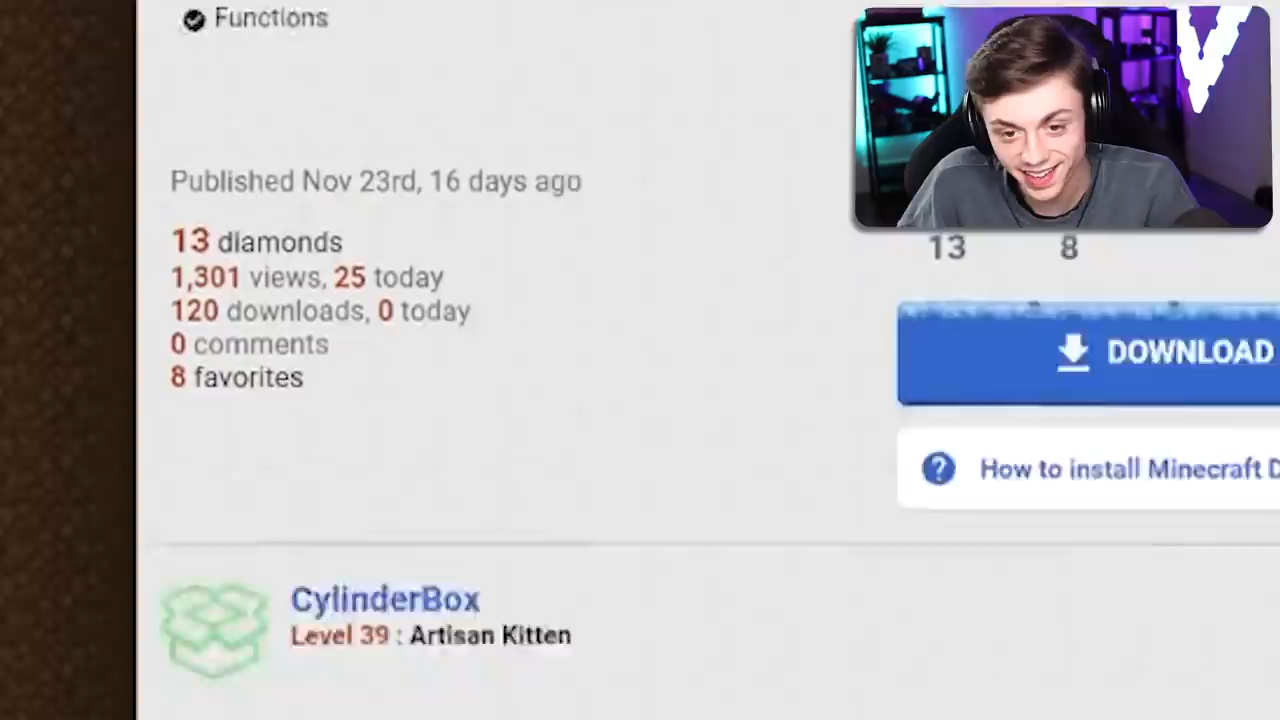 Functions
Published Nov 23rd, 16 days ago
13 diamonds
1,301 views, 25 today
120 downloads, 0 today
0 comments
8 favorites
13 8
DOWNLOAD
? How to install Minecraft D
CylinderBox
Level 39 : Artisan Kitten
V